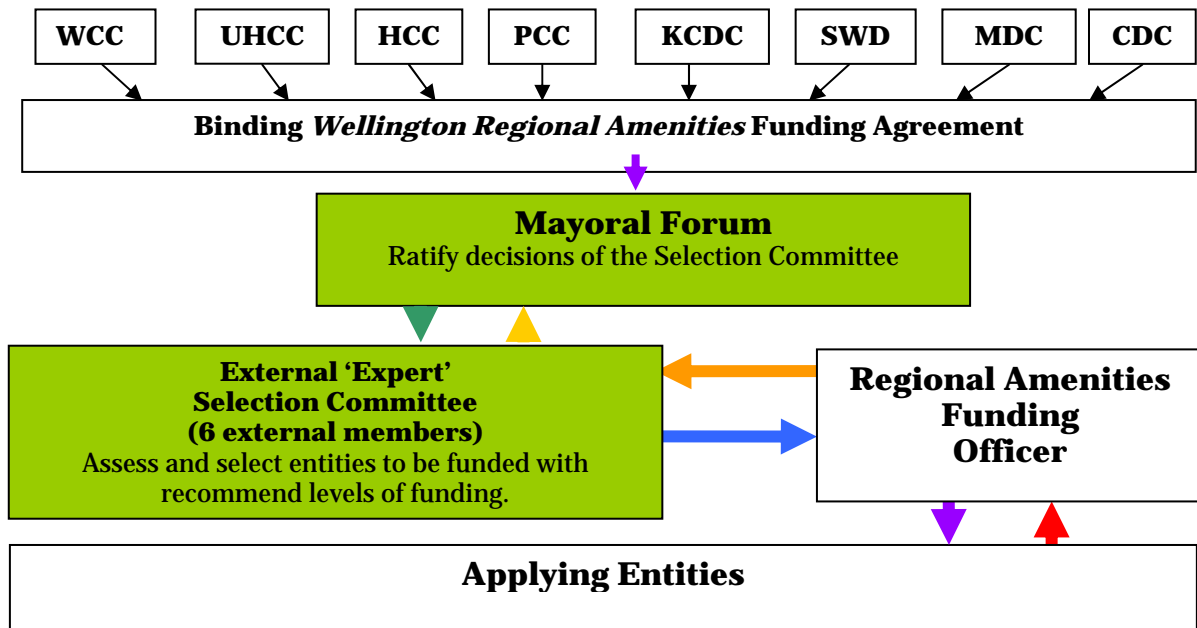 WCC UHCC HCC PCC KCDC SWD MDC CDC
Binding Wellington Regional Amenities Funding Agreement
Mayoral Forum
Ratify decisions of the Selection Committee
External ‘Expert’
Selection Committee
(6 external members)
Assess and select entities to be funded with
recommend levels of funding.
Regional Amenities
Funding
Officer
Applying Entities